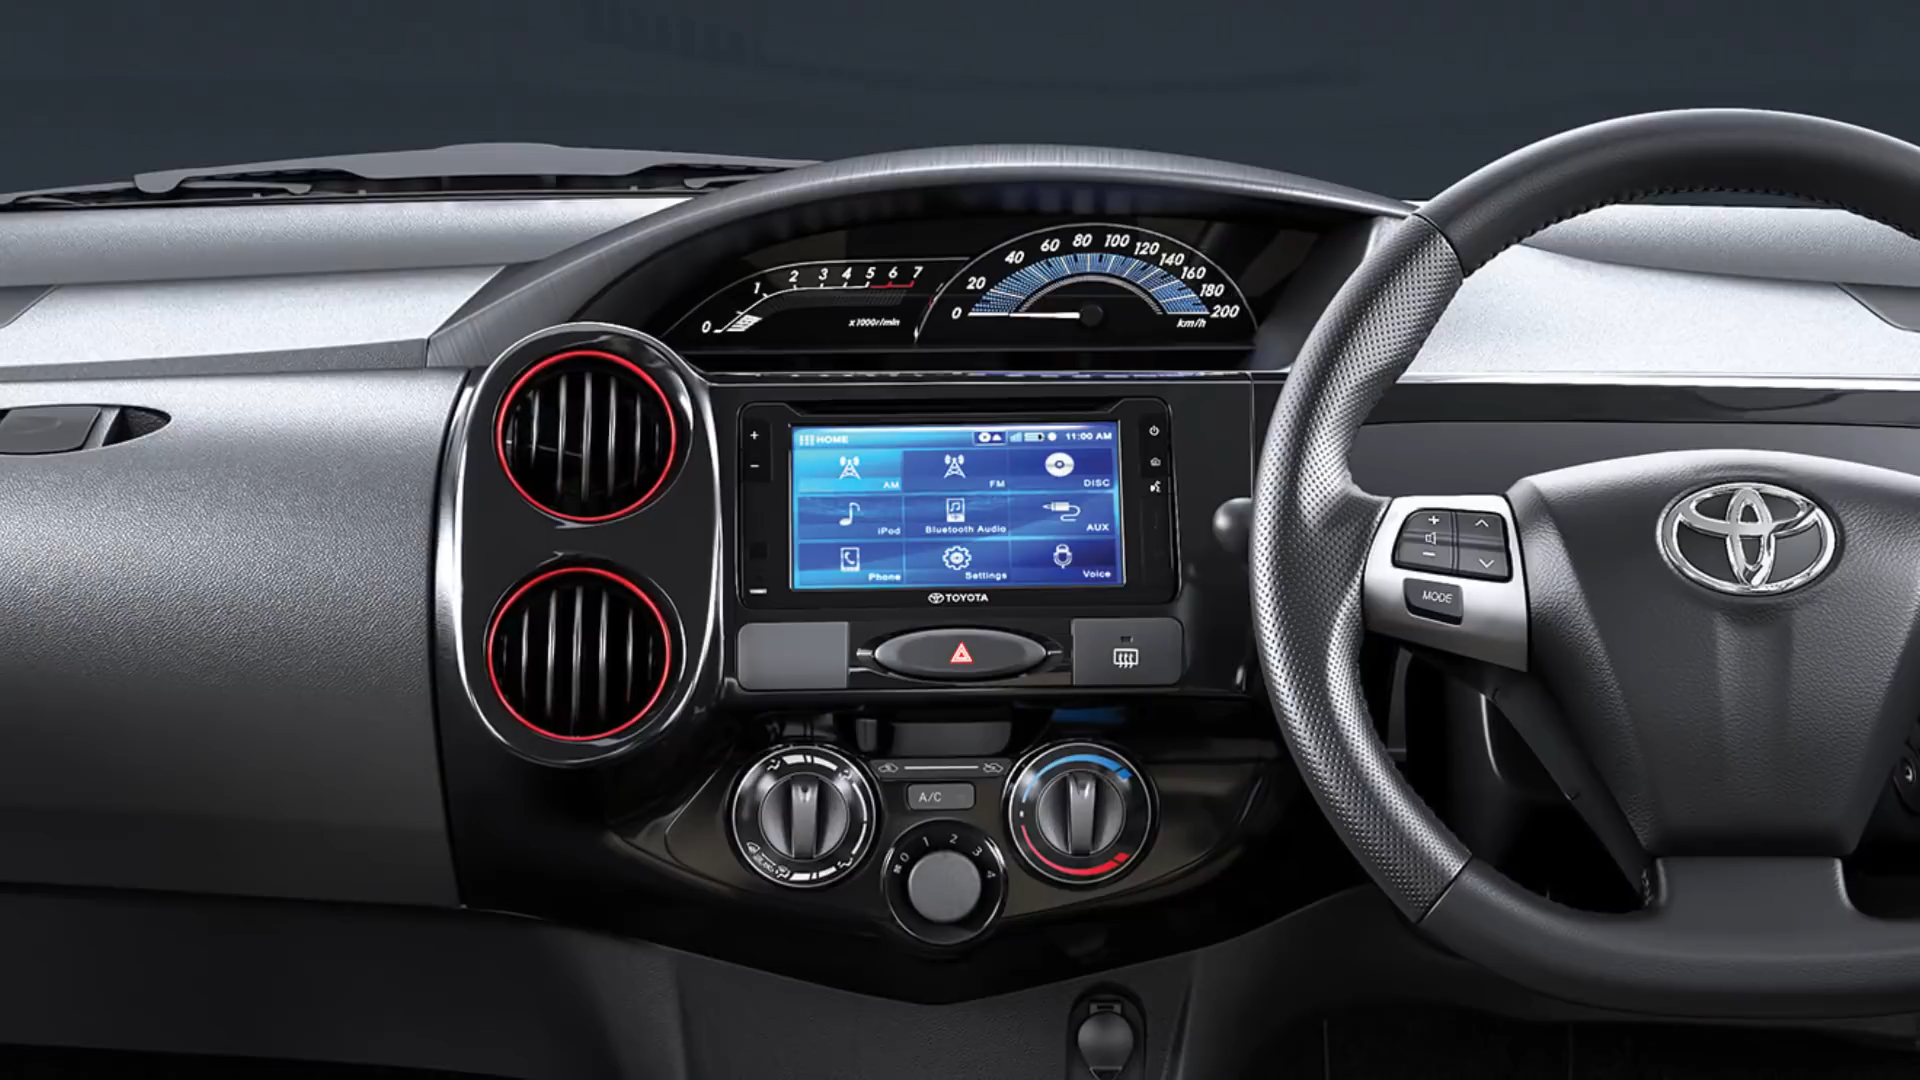 0 1 2 3 4 5 6 7
x1000r/min
0 20 40 60 80 100 120 140 160 180 200
km/h
HOME 11:00 AM
AM FM DISC
iPod Bluetooth Audio AUX
Phone Settings Voice
TOYOTA
+
−
+
−
MODE
A/C
0 1 2 3 4